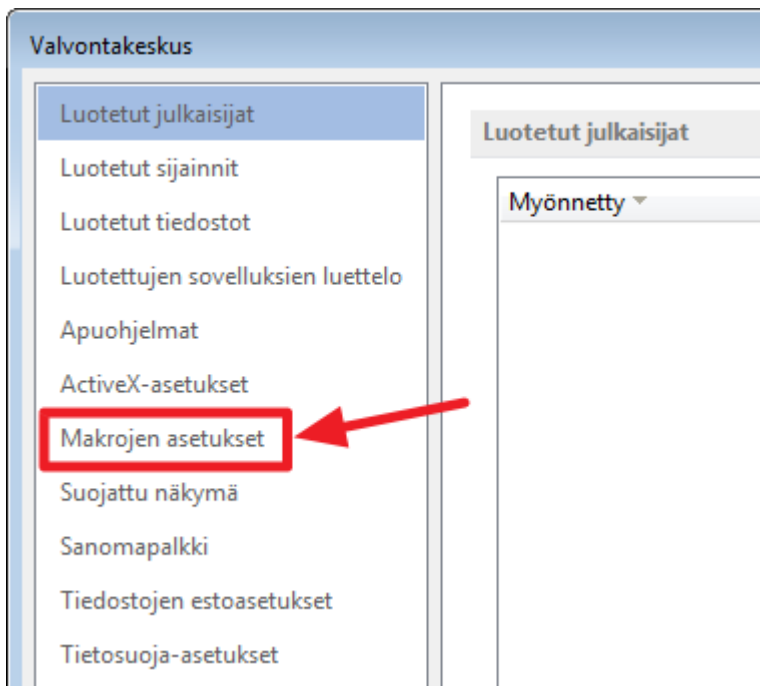 Valvontakeskus
Luotetut julkaisijat
Luotetut sijainnit
Luotetut tiedostot
Luotettujen sovelluksien luettelo
Apuohjelmat
ActiveX-asetukset
Makrojen asetukset
Suojattu näkymä
Sanomapalkki
Tiedostojen estoasetukset
Tietosuoja-asetukset
Luotetut julkaisijat
Myönnetty